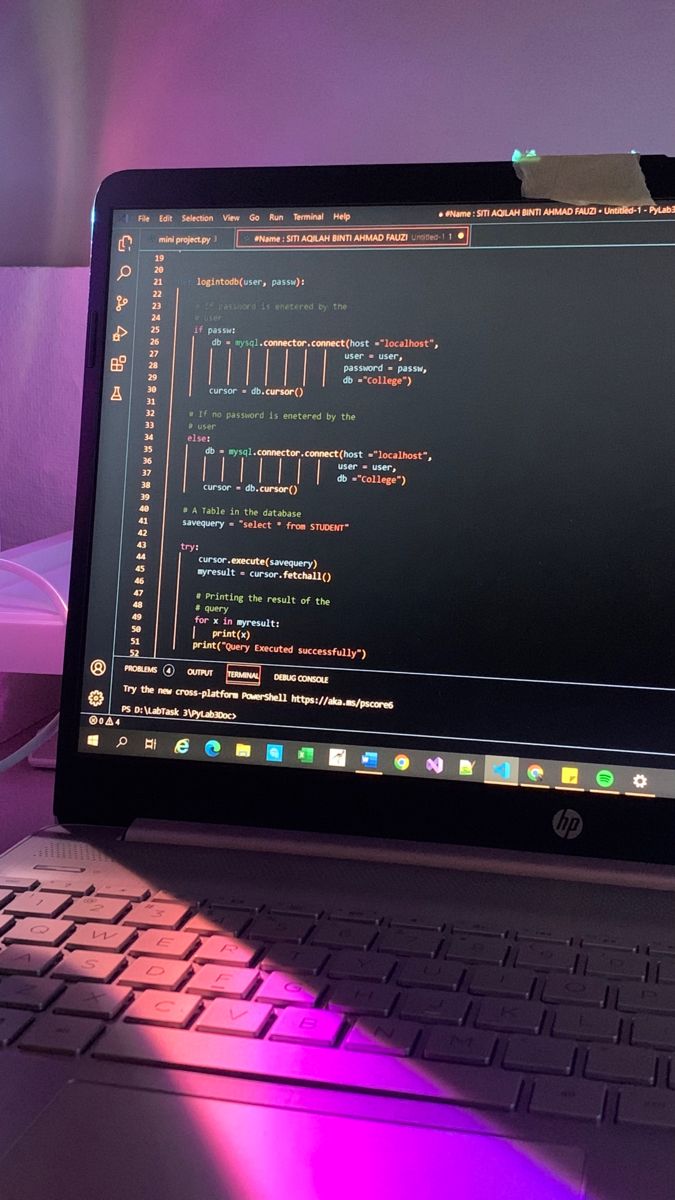 File Edit Selection View Go Run Terminal Help #Name : SITI AQILAH BINTI AHMAD FAUZI • Untitled-1 - PyLab3
mini project.py 3 #Name : SITI AQILAH BINTI AHMAD FAUZI Untitled-1 1
19
20
21 logintodb(user, passw):
22
23 # If password is enetered by the
24 # user
25 if passw:
26 db = mysql.connector.connect(host ="localhost",
27 user = user,
28 password = passw,
29 db ="College")
30 cursor = db.cursor()
31
32 # If no password is enetered by the
33 # user
34 else:
35 db = mysql.connector.connect(host ="localhost",
36 user = user,
37 db ="College")
38 cursor = db.cursor()
39
40 # A Table in the database
41 savequery = "select * from STUDENT"
42
43 try:
44 cursor.execute(savequery)
45 myresult = cursor.fetchall()
46
47 # Printing the result of the
48 # query
49 for x in myresult:
50 print(x)
51 print("Query Executed successfully")
52
PROBLEMS 4 OUTPUT TERMINAL DEBUG CONSOLE
Try the new cross-platform PowerShell https://aka.ms/pscore6
PS D:\LabTask 3\PyLab3Doc>
0 4
hp
1 2 3
Q W E R T Y U I O P
A S D F G H J K L
Z X C V B N M